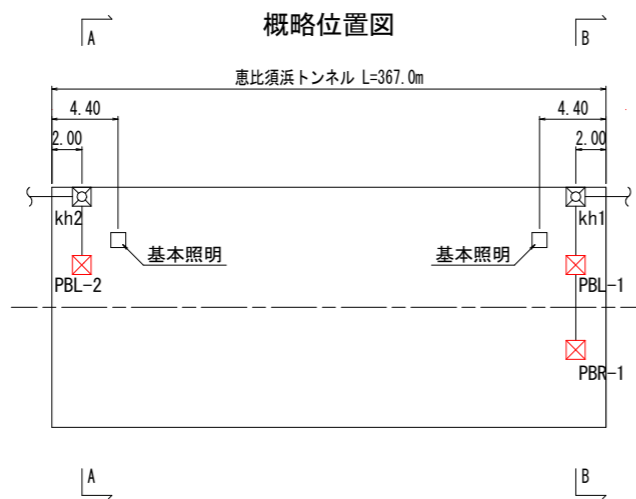 概略位置図
A
B
恵比須浜トンネル L=367.0m
4.40
4.40
2.00
2.00
kh2
kh1
基本照明
基本照明
PBL-2
PBL-1
PBR-1
A
B